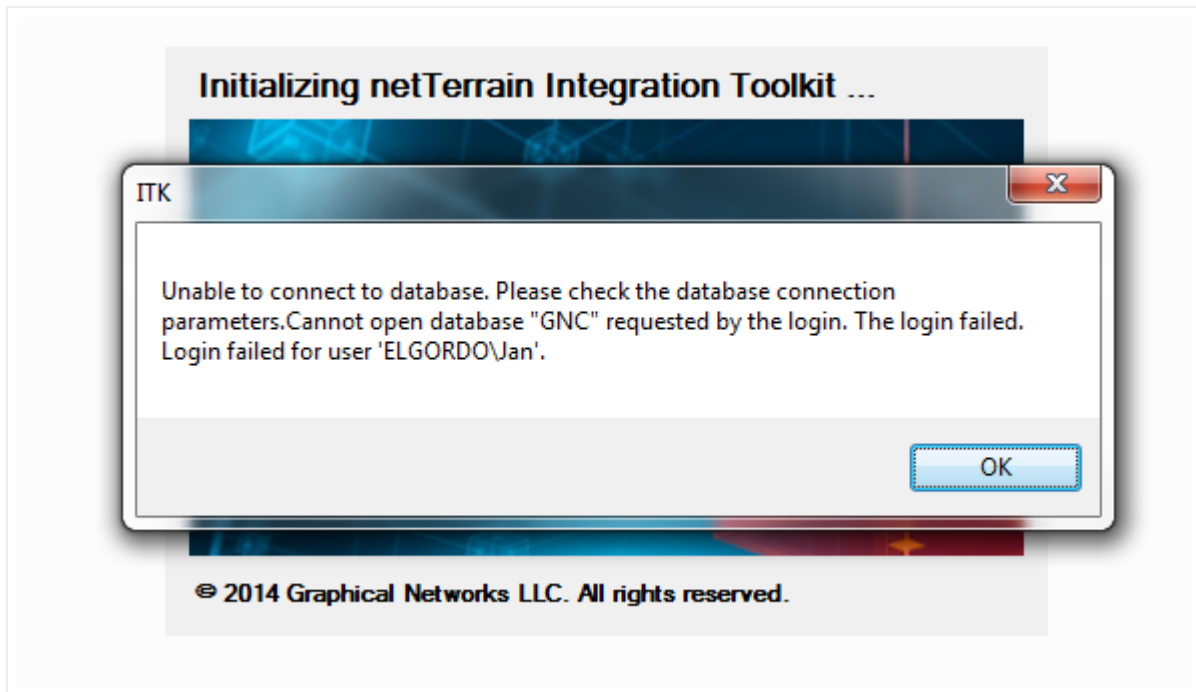 Initializing netTerrain Integration Toolkit ...
ITK
Unable to connect to database. Please check the database connection
parameters.Cannot open database "GNC" requested by the login. The login failed.
Login failed for user 'ELGORDO\Jan'.
OK
© 2014 Graphical Networks LLC. All rights reserved.